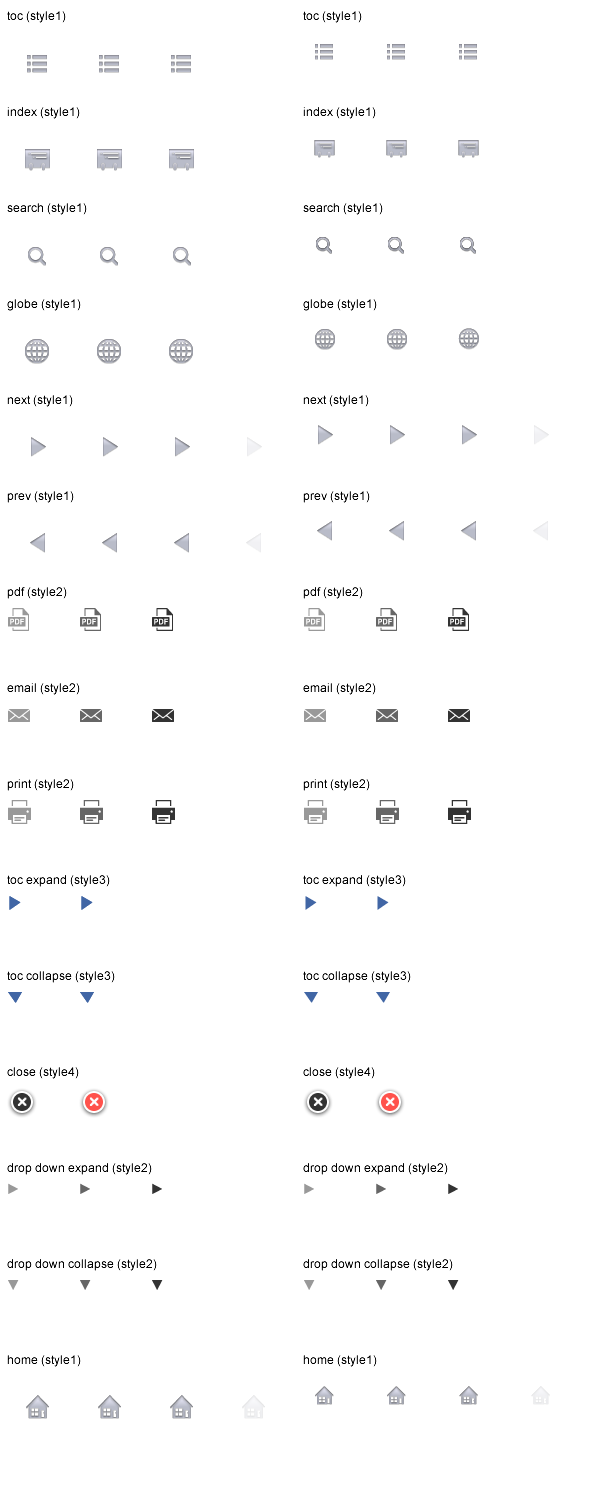 toc (style1)
toc (style1)
index (style1)
index (style1)
search (style1)
search (style1)
globe (style1)
globe (style1)
next (style1)
next (style1)
prev (style1)
prev (style1)
pdf (style2)
pdf (style2)
PDF PDF PDF
PDF PDF PDF
email (style2)
email (style2)
print (style2)
print (style2)
toc expand (style3)
toc expand (style3)
toc collapse (style3)
toc collapse (style3)
close (style4)
close (style4)
drop down expand (style2)
drop down expand (style2)
drop down collapse (style2)
drop down collapse (style2)
home (style1)
home (style1)